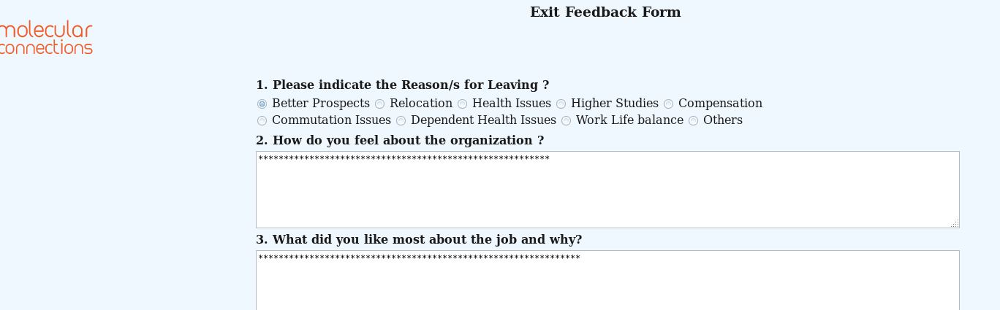 Exit Feedback Form
molecular
connections
1. Please indicate the Reason/s for Leaving ?
Better Prospects Relocation Health Issues Higher Studies Compensation
Commutation Issues Dependent Health Issues Work Life balance Others
2. How do you feel about the organization ?
*********************************************************
3. What did you like most about the job and why?
***************************************************************